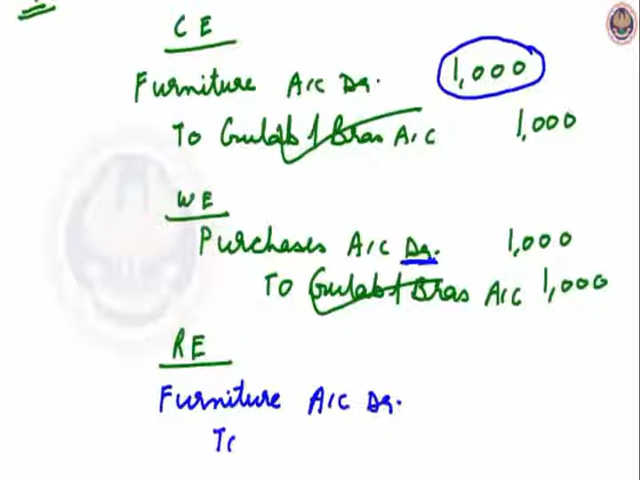 CE
Furniture A/C Dr. 1,000
To Gulab & Bros A/C 1,000
WE
Purchases A/C Dr. 1,000
To Gulab & Bros A/C 1,000
RE
Furniture A/C Dr.
To